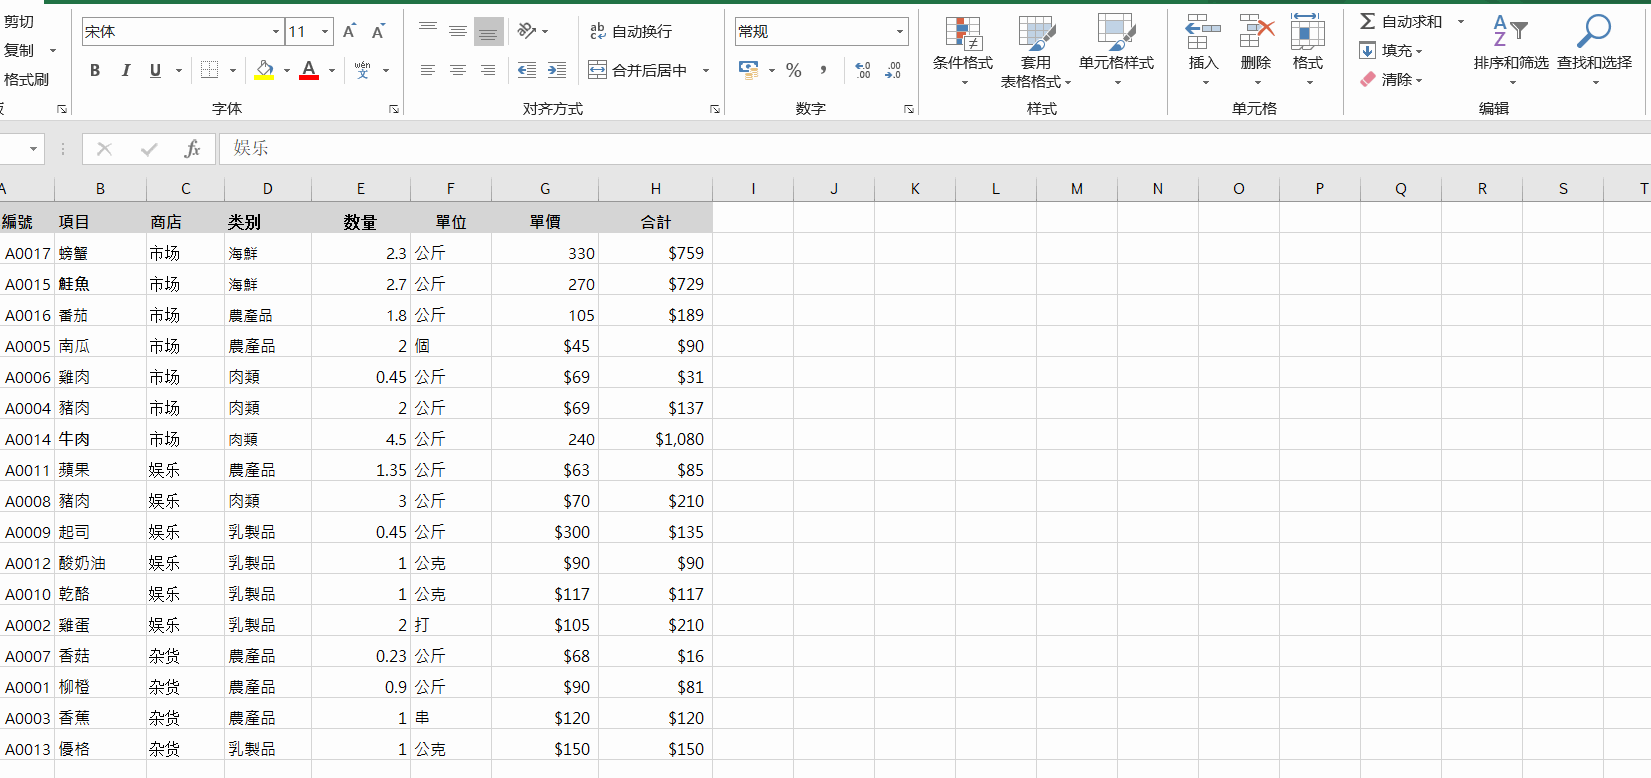 剪切
复制
格式刷
宋体 11 A A
B I U A wén 文
字体
ab 自动换行
合并后居中
对齐方式
常规
% , .0 .00 .00 .0
数字
条件格式 套用 表格格式 单元格样式
样式
插入 删除 格式
单元格
Σ 自动求和
填充
清除
排序和筛选 查找和选择
编辑
fx 娱乐
A B C D E F G H I J K L M N O P Q R S T
編號 項目 商店 类别 数量 單位 單價 合計
A0017 螃蟹 市场 海鮮 2.3 公斤 330 $759
A0015 鮭魚 市场 海鮮 2.7 公斤 270 $729
A0016 番茄 市场 農產品 1.8 公斤 105 $189
A0005 南瓜 市场 農產品 2 個 $45 $90
A0006 雞肉 市场 肉類 0.45 公斤 $69 $31
A0004 豬肉 市场 肉類 2 公斤 $69 $137
A0014 牛肉 市场 肉類 4.5 公斤 240 $1,080
A0011 蘋果 娱乐 農產品 1.35 公斤 $63 $85
A0008 豬肉 娱乐 肉類 3 公斤 $70 $210
A0009 起司 娱乐 乳製品 0.45 公斤 $300 $135
A0012 酸奶油 娱乐 乳製品 1 公克 $90 $90
A0010 乾酪 娱乐 乳製品 1 公克 $117 $117
A0002 雞蛋 娱乐 乳製品 2 打 $105 $210
A0007 香菇 杂货 農產品 0.23 公斤 $68 $16
A0001 柳橙 杂货 農產品 0.9 公斤 $90 $81
A0003 香蕉 杂货 農產品 1 串 $120 $120
A0013 優格 杂货 乳製品 1 公克 $150 $150